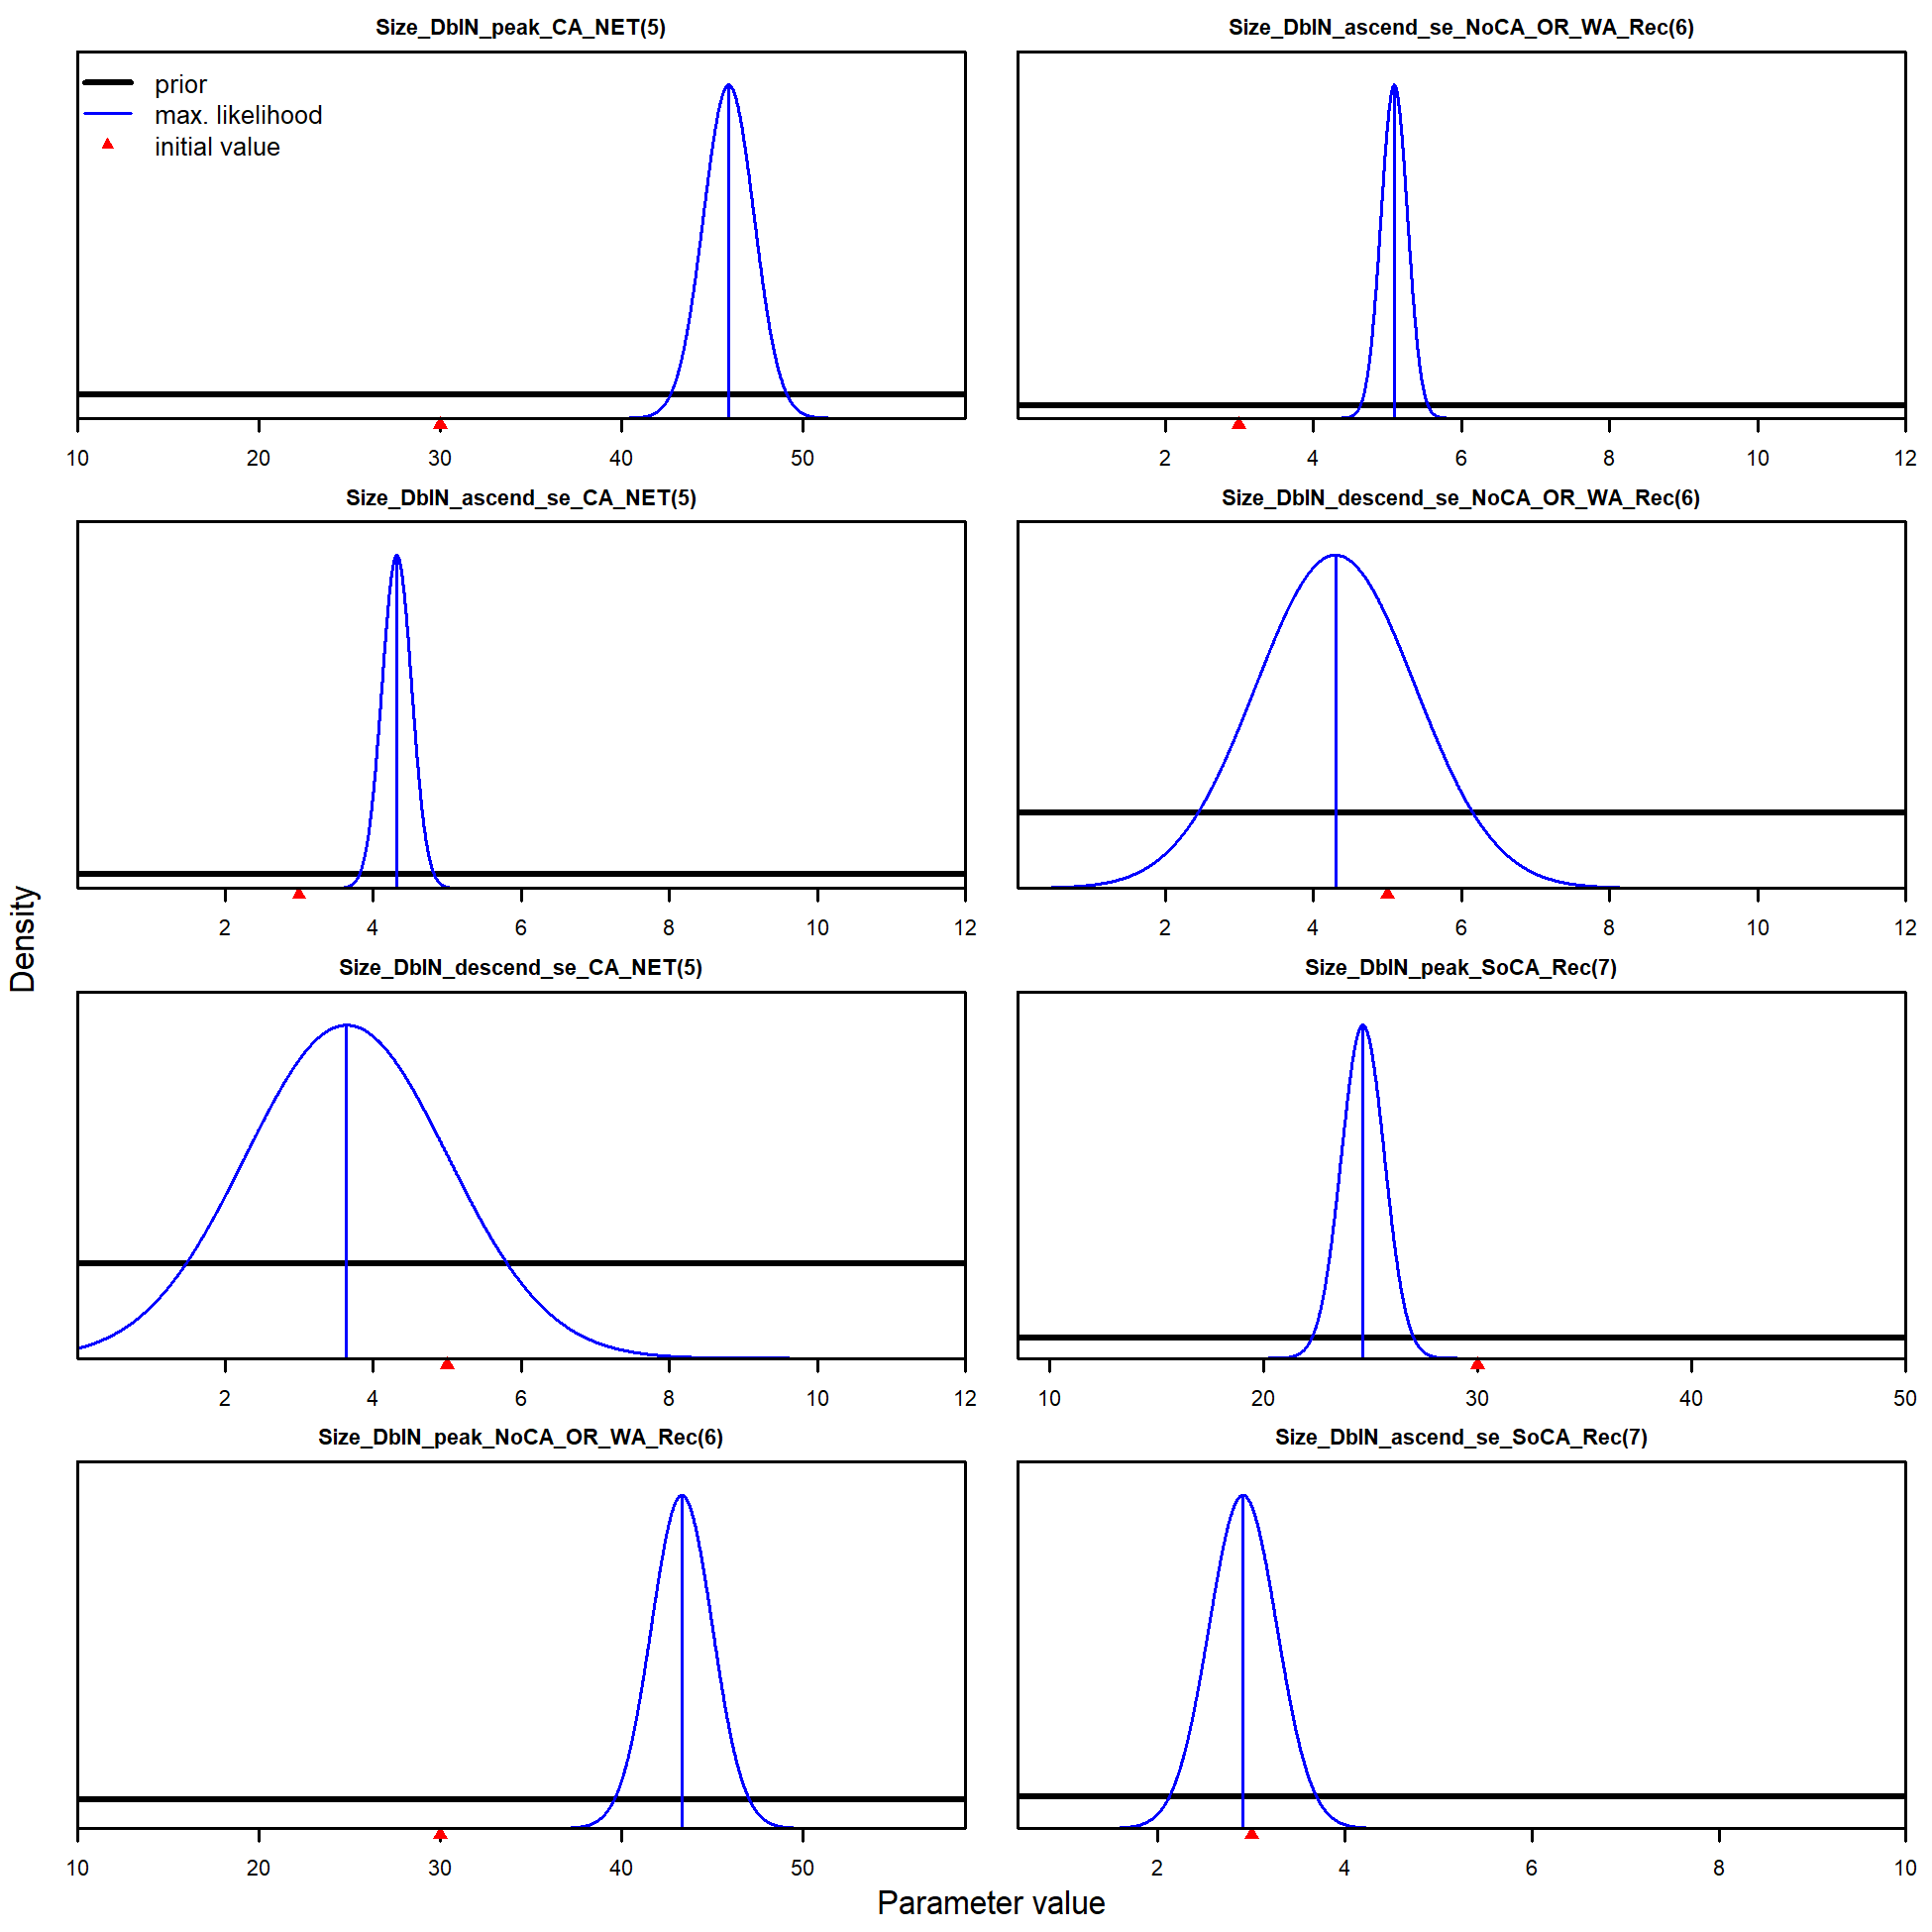 Size_DblN_peak_CA_NET(5)
prior
max. likelihood
initial value
10 20 30 40 50
Size_DblN_ascend_se_NoCA_OR_WA_Rec(6)
2 4 6 8 10 12
Size_DblN_ascend_se_CA_NET(5)
2 4 6 8 10 12
Size_DblN_descend_se_NoCA_OR_WA_Rec(6)
2 4 6 8 10 12
Density
Size_DblN_descend_se_CA_NET(5)
2 4 6 8 10 12
Size_DblN_peak_SoCA_Rec(7)
10 20 30 40 50
Size_DblN_peak_NoCA_OR_WA_Rec(6)
10 20 30 40 50
Size_DblN_ascend_se_SoCA_Rec(7)
2 4 6 8 10
Parameter value